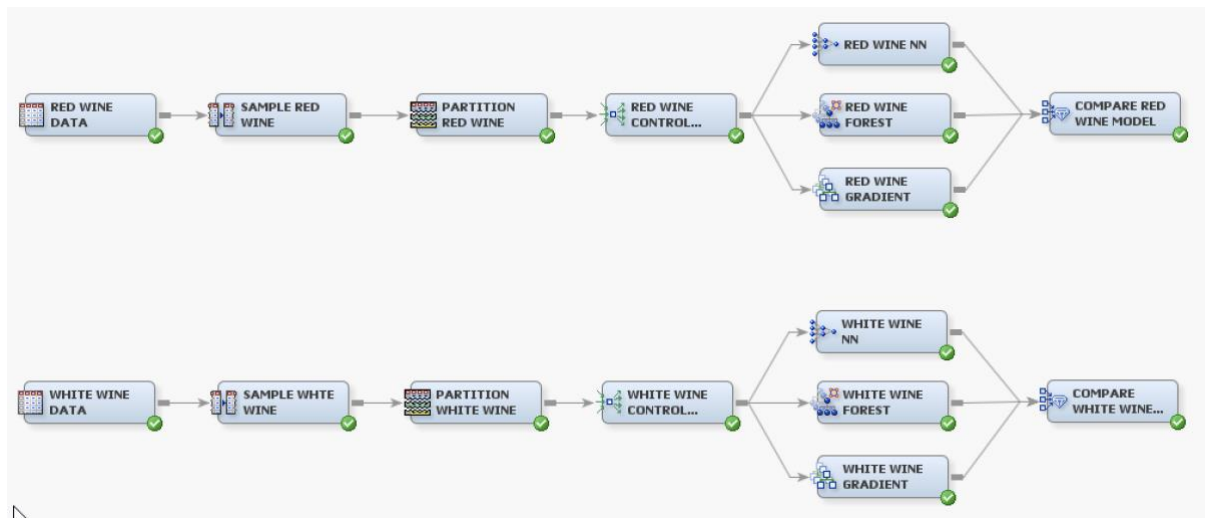 RED WINE
DATA
SAMPLE RED
WINE
PARTITION
RED WINE
RED WINE
CONTROL...
RED WINE NN
RED WINE
FOREST
RED WINE
GRADIENT
COMPARE RED
WINE MODEL
WHITE WINE
DATA
SAMPLE WHTE
WINE
PARTITION
WHITE WINE
WHITE WINE
CONTROL...
WHITE WINE
NN
WHITE WINE
FOREST
WHITE WINE
GRADIENT
COMPARE
WHITE WINE...